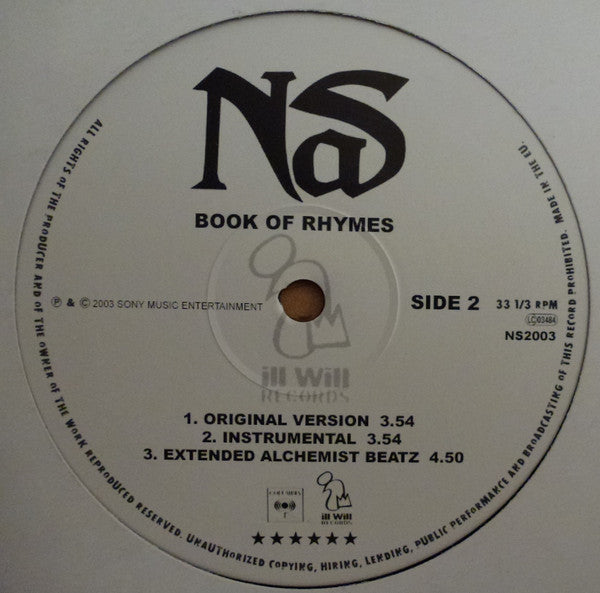 NaS
BOOK OF RHYMES
ALL RIGHTS OF THE PRODUCER AND OF THE OWNER OF THE WORK REPRODUCED RESERVED. UNAUTHORIZED COPYING, HIRING, LENDING, PUBLIC PERFORMANCE AND BROADCASTING OF THIS RECORD PROHIBITED. MADE IN THE EU.
℗ & © 2003 SONY MUSIC ENTERTAINMENT
SIDE 2 33 1/3 RPM
LC 03484
NS2003
ill Will
RECORDS
1. ORIGINAL VERSION 3.54
2. INSTRUMENTAL 3.54
3. EXTENDED ALCHEMIST BEATZ 4.50
COLUMBIA
ill Will
RECORDS